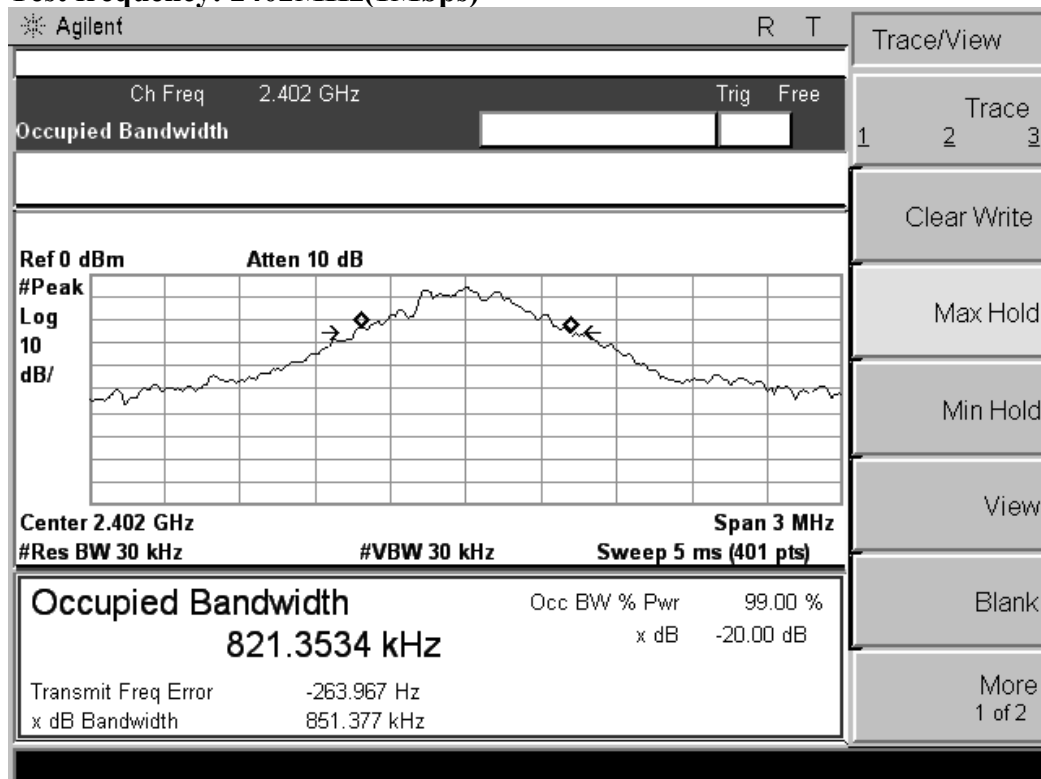 Test frequency: 2402MHz(1Mbps)
Agilent R T
Trace/View
Ch Freq 2.402 GHz Trig Free
Occupied Bandwidth
Trace
1 2 3
Clear Write
Ref 0 dBm Atten 10 dB
#Peak
Log
10
dB/
Max Hold
Min Hold
View
Center 2.402 GHz Span 3 MHz
#Res BW 30 kHz #VBW 30 kHz Sweep 5 ms (401 pts)
Occupied Bandwidth Occ BW % Pwr 99.00 %
821.3534 kHz x dB -20.00 dB
Blank
Transmit Freq Error -263.967 Hz
x dB Bandwidth 851.377 kHz
More
1 of 2